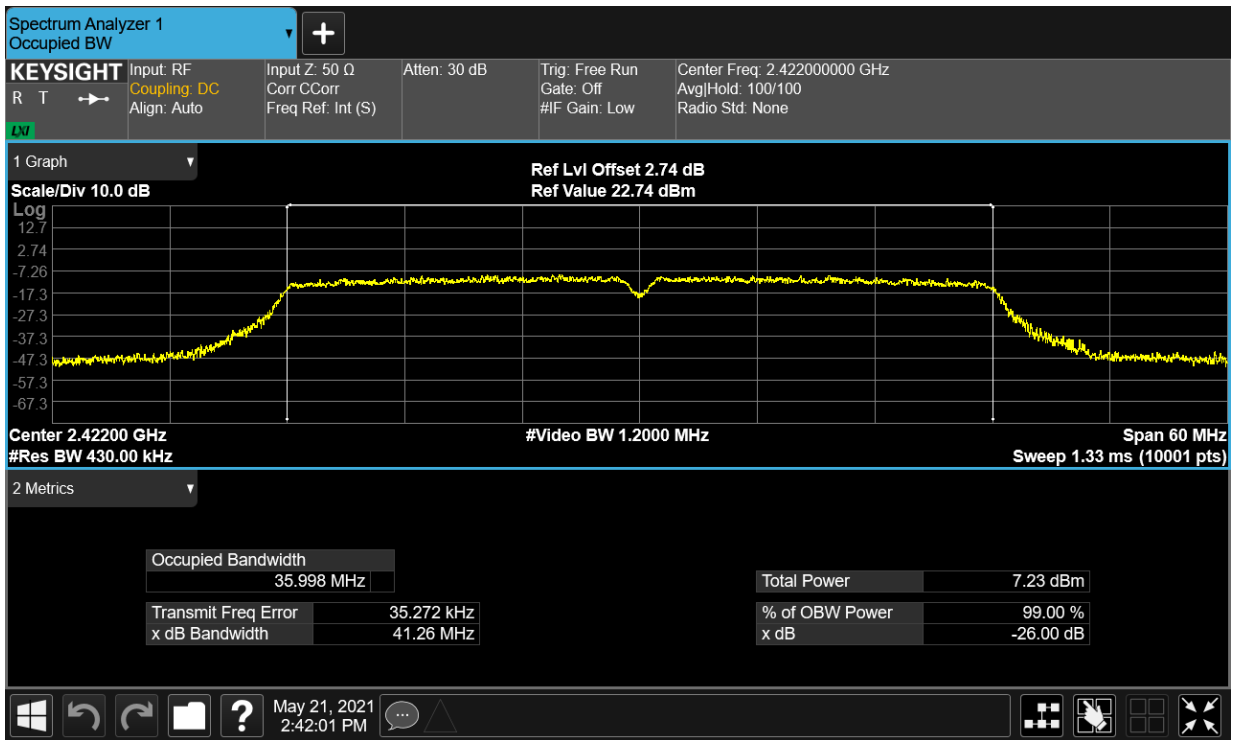 Spectrum Analyzer 1
Occupied BW
KEYSIGHT
R T
LXI
Input: RF
Coupling: DC
Align: Auto
Input Z: 50 Ω
Corr CCorr
Freq Ref: Int (S)
Atten: 30 dB
Trig: Free Run
Gate: Off
#IF Gain: Low
Center Freq: 2.422000000 GHz
Avg|Hold: 100/100
Radio Std: None
1 Graph
Scale/Div 10.0 dB
Ref Lvl Offset 2.74 dB
Ref Value 22.74 dBm
Log
12.7
2.74
-7.26
-17.3
-27.3
-37.3
-47.3
-57.3
-67.3
Center 2.42200 GHz
#Video BW 1.2000 MHz
Span 60 MHz
#Res BW 430.00 kHz
Sweep 1.33 ms (10001 pts)
2 Metrics
Occupied Bandwidth
35.998 MHz
Total Power 7.23 dBm
Transmit Freq Error 35.272 kHz
% of OBW Power 99.00 %
x dB Bandwidth 41.26 MHz
x dB -26.00 dB
?
May 21, 2021
2:42:01 PM